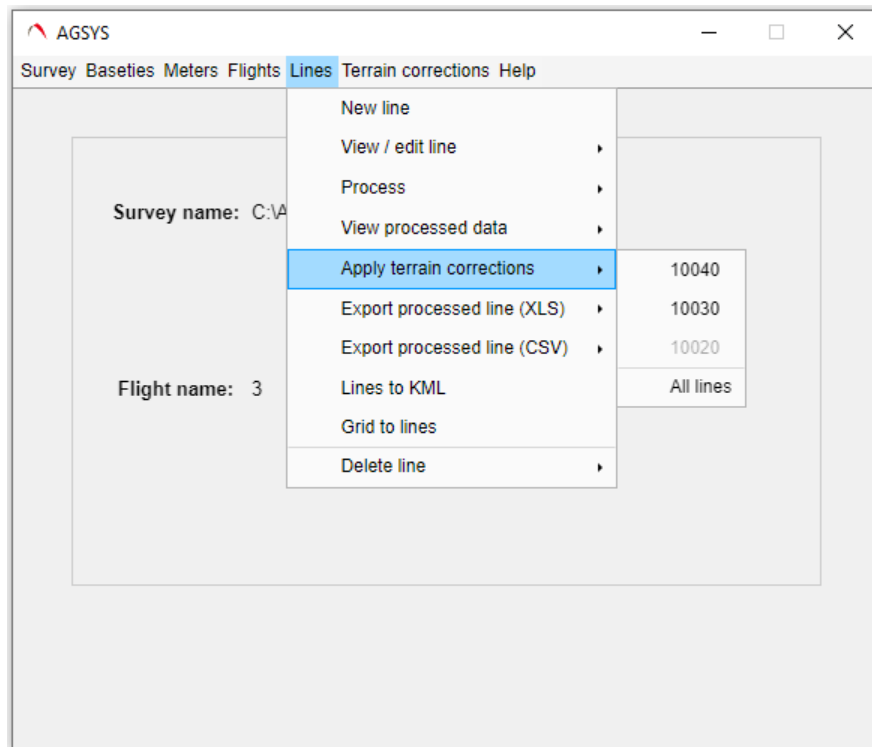 AGSYS
Survey Baseties Meters Flights Lines Terrain corrections Help
New line
View / edit line
Process
Survey name: C:\A
View processed data
Apply terrain corrections
10040
Export processed line (XLS)
10030
Export processed line (CSV)
10020
Lines to KML
All lines
Flight name: 3
Grid to lines
Delete line